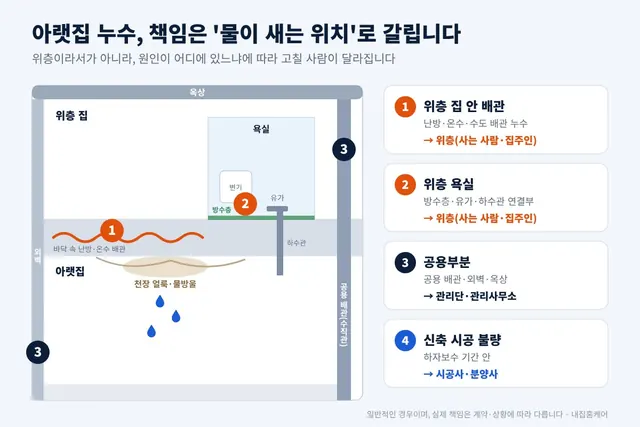 아랫집 누수, 책임은 '물이 새는 위치'로 갈립니다
위층이라서가 아니라, 원인이 어디에 있느냐에 따라 고칠 사람이 달라집니다
옥상
위층 집
욕실
변기
유가
방수층
2
3
1
바닥 속 난방·온수 배관
하수관
외벽
아랫집
천장 얼룩·물방울
공용 배관(수직관)
3
1
위층 집 안 배관
난방·온수·수도 배관 누수
→ 위층(사는 사람·집주인)
2
위층 욕실
방수층·유가·하수관 연결부
→ 위층(사는 사람·집주인)
3
공용부분
공용 배관·외벽·옥상
→ 관리단·관리사무소
4
신축 시공 불량
하자보수 기간 안
→ 시공사·분양사
일반적인 경우이며, 실제 책임은 계약·상황에 따라 다릅니다 · 내집홈케어